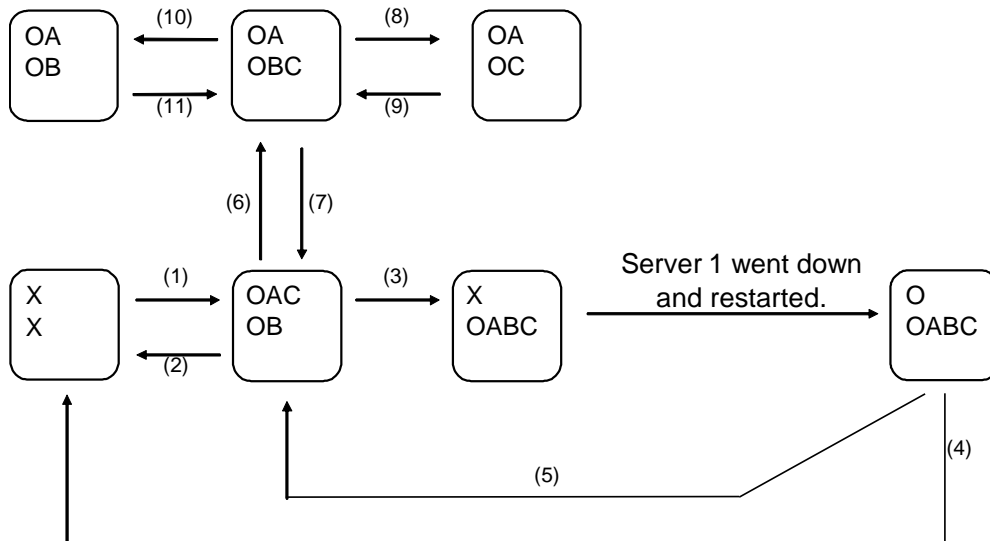 (10)
(8)
OA
OB
OA
OBC
OA
OC
(11)
(9)
(6)
(7)
Server 1 went down
and restarted.
(1)
(3)
X
X
OAC
OB
X
OABC
O
OABC
(2)
(4)
(5)